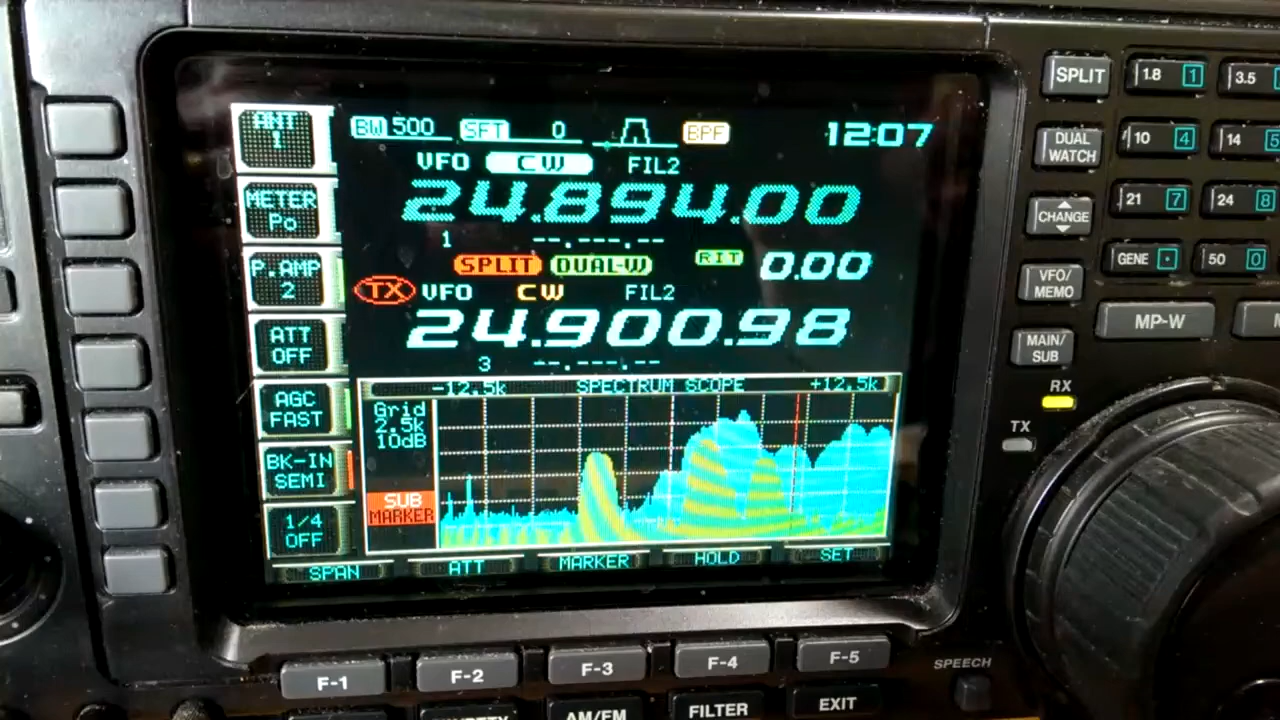 BW 500 SFT 0 BPF 12:07
VFO CW FIL2
24.894.00
1 --.---.--
SPLIT DUAL-W RIT 0.00
TX VFO CW FIL2
24.900.98
3 --.---.--
-12.5k SPECTRUM SCOPE +12.5k
Grid
2.5k
10dB
SUB
MARKER
SPAN ATT MARKER HOLD SET
ANT
1
METER
Po
P.AMP
2
ATT
OFF
AGC
FAST
BK-IN
SEMI
1/4
OFF
F-1 F-2 F-3 F-4 F-5
AM/FM FILTER EXIT
SPEECH
SPLIT 1.8 1 3.5
DUAL
WATCH
10 4 14 5
CHANGE 21 7 24 8
VFO/
MEMO
GENE . 50 0
MP-W
MAIN/
SUB
RX
TX